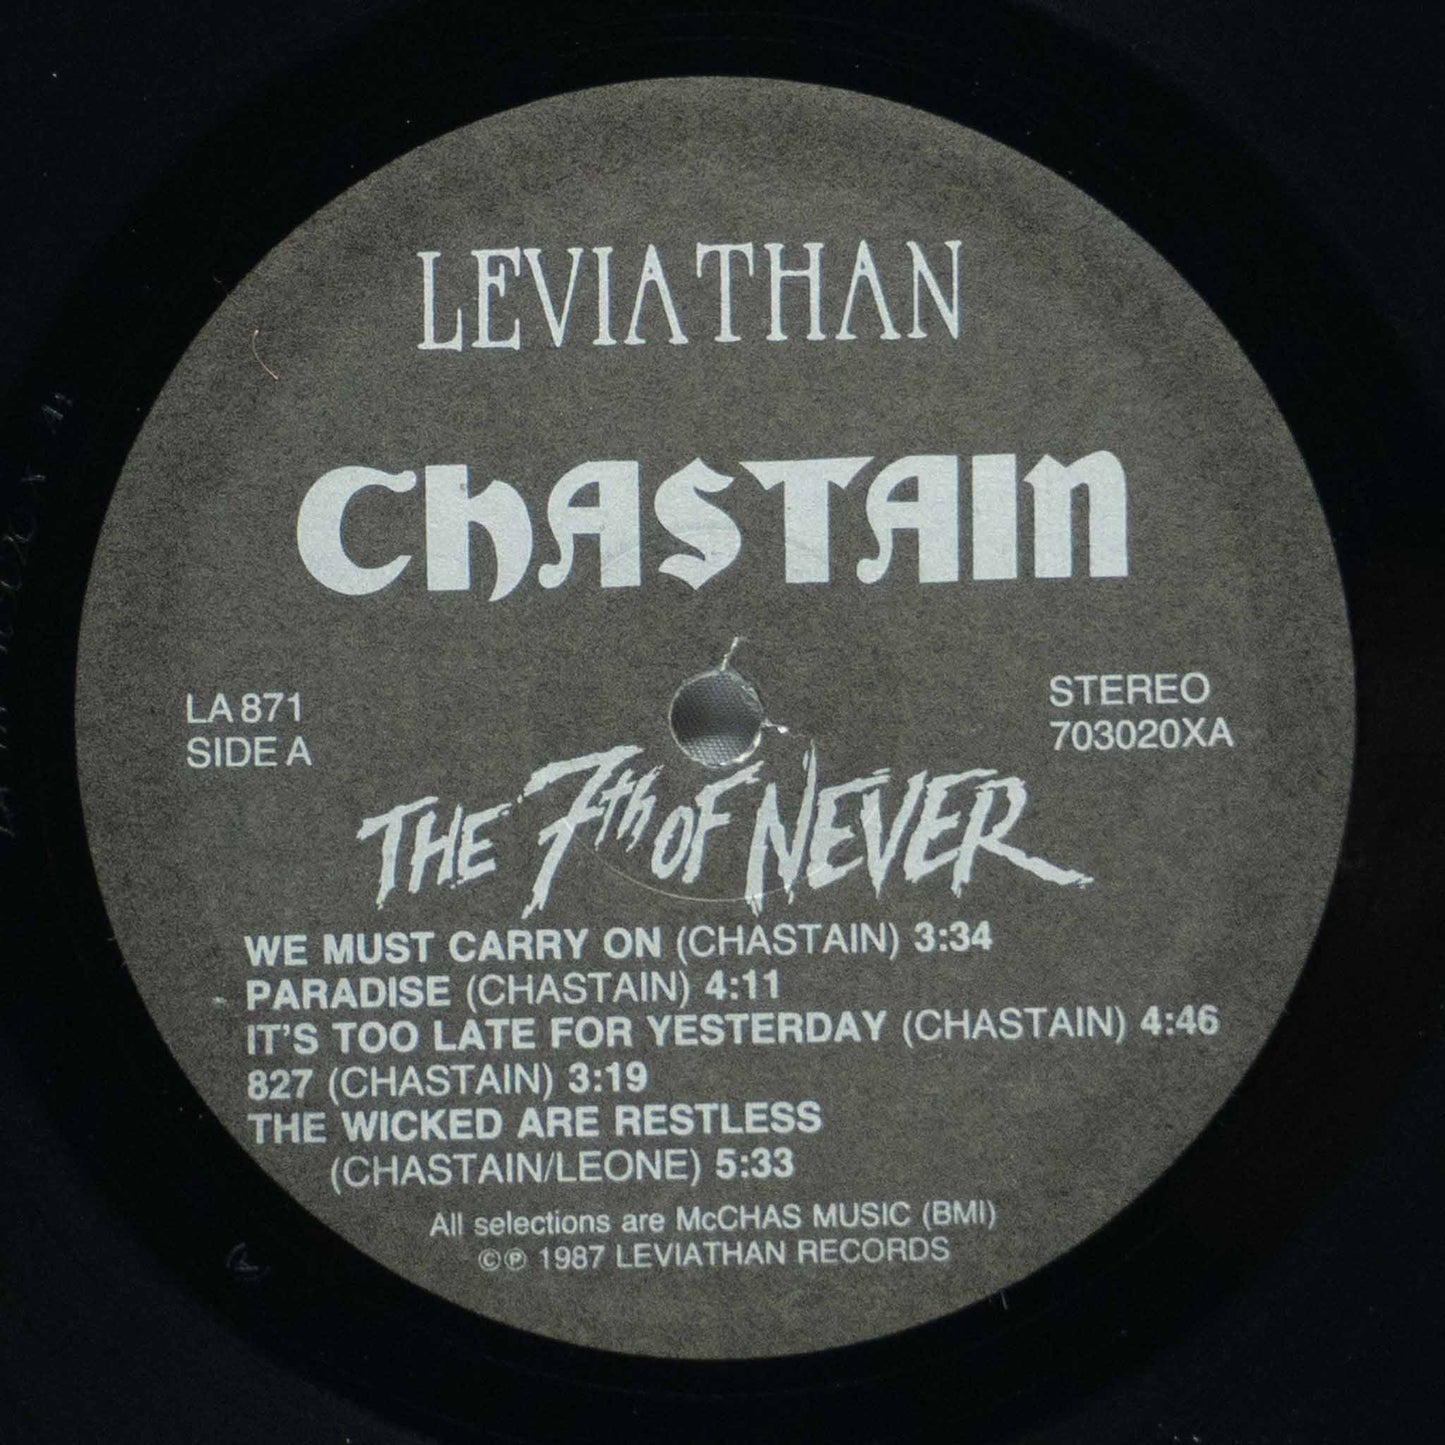 LEVIATHAN
CHASTAIN
LA 871
SIDE A
STEREO
703020XA
THE 7th OF NEVER
WE MUST CARRY ON (CHASTAIN) 3:34
PARADISE (CHASTAIN) 4:11
IT'S TOO LATE FOR YESTERDAY (CHASTAIN) 4:46
827 (CHASTAIN) 3:19
THE WICKED ARE RESTLESS
(CHASTAIN/LEONE) 5:33
All selections are McCHAS MUSIC (BMI)
©℗ 1987 LEVIATHAN RECORDS